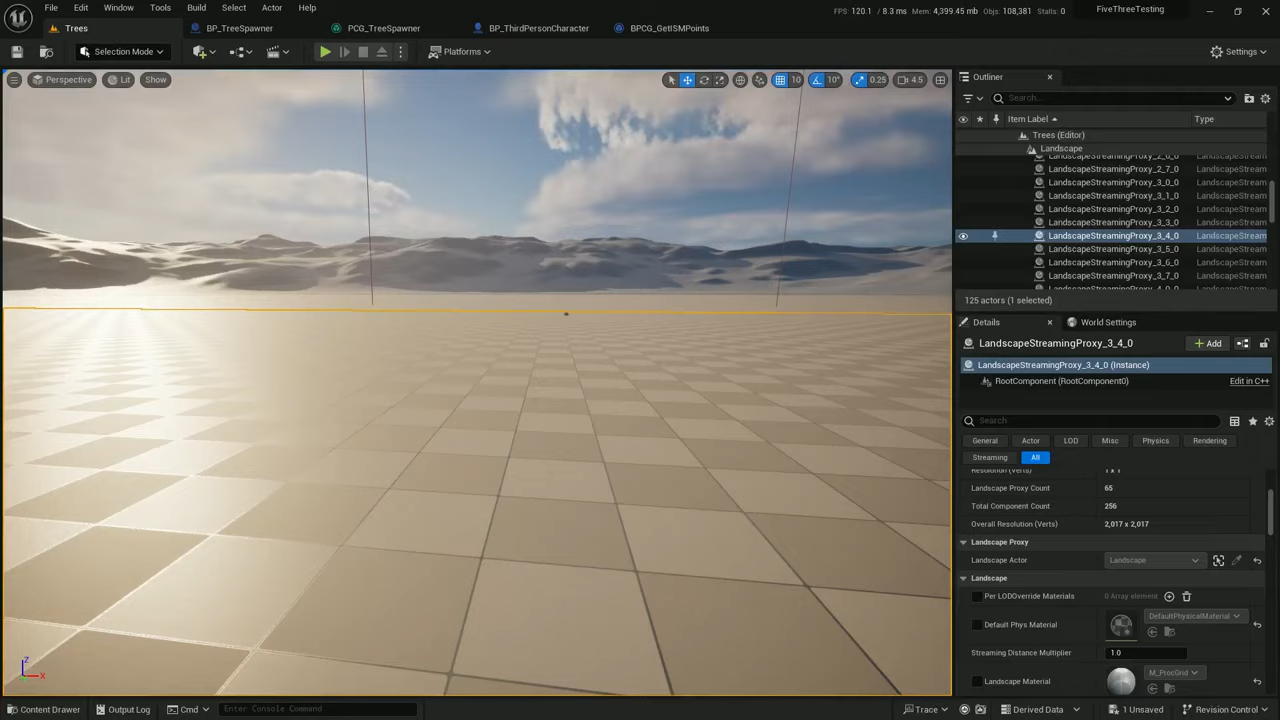 File Edit Window Tools Build Select Actor Help
FPS: 120.1 / 8.3 ms Mem: 4,399.45 mb Objs: 108,381 Stalls: 0
FiveThreeTesting
Trees
BP_TreeSpawner
PCG_TreeSpawner
BP_ThirdPersonCharacter
BPCG_GetISMPoints
Selection Mode
Platforms
Settings
Perspective Lit Show
10 10° 0.25 4.5
Outliner
Search...
Item Label Type
Trees (Editor)
Landscape
LandscapeStreamingProxy_2_6_0 LandscapeStream
LandscapeStreamingProxy_2_7_0 LandscapeStream
LandscapeStreamingProxy_3_0_0 LandscapeStream
LandscapeStreamingProxy_3_1_0 LandscapeStream
LandscapeStreamingProxy_3_2_0 LandscapeStream
LandscapeStreamingProxy_3_3_0 LandscapeStream
LandscapeStreamingProxy_3_4_0 LandscapeStream
LandscapeStreamingProxy_3_5_0 LandscapeStream
LandscapeStreamingProxy_3_6_0 LandscapeStream
LandscapeStreamingProxy_3_7_0 LandscapeStream
LandscapeStreamingProxy_4_0_0 LandscapeStream
125 actors (1 selected)
Details
World Settings
LandscapeStreamingProxy_3_4_0
Add
LandscapeStreamingProxy_3_4_0 (Instance)
RootComponent (RootComponent0) Edit in C++
Search
General Actor LOD Misc Physics Rendering
Streaming All
Resolution (Verts) 1 x 1
Landscape Proxy Count 65
Total Component Count 256
Overall Resolution (Verts) 2,017 x 2,017
Landscape Proxy
Landscape Actor Landscape
Landscape
Per LODOverride Materials 0 Array element
Default Phys Material DefaultPhysicalMaterial
Streaming Distance Multiplier 1.0
Landscape Material M_ProcGrid
Z
X
Content Drawer
Output Log
Cmd
Enter Console Command
Trace
Derived Data
1 Unsaved
Revision Control